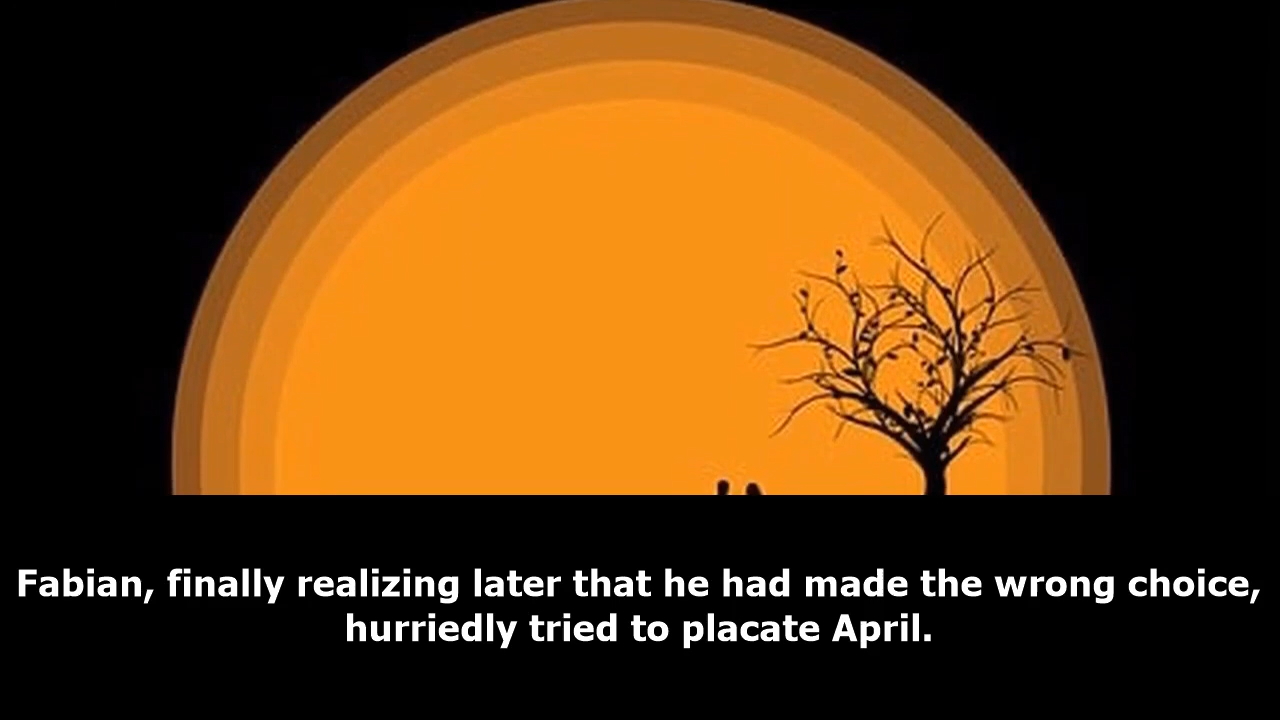 Fabian, finally realizing later that he had made the wrong choice,
hurriedly tried to placate April.